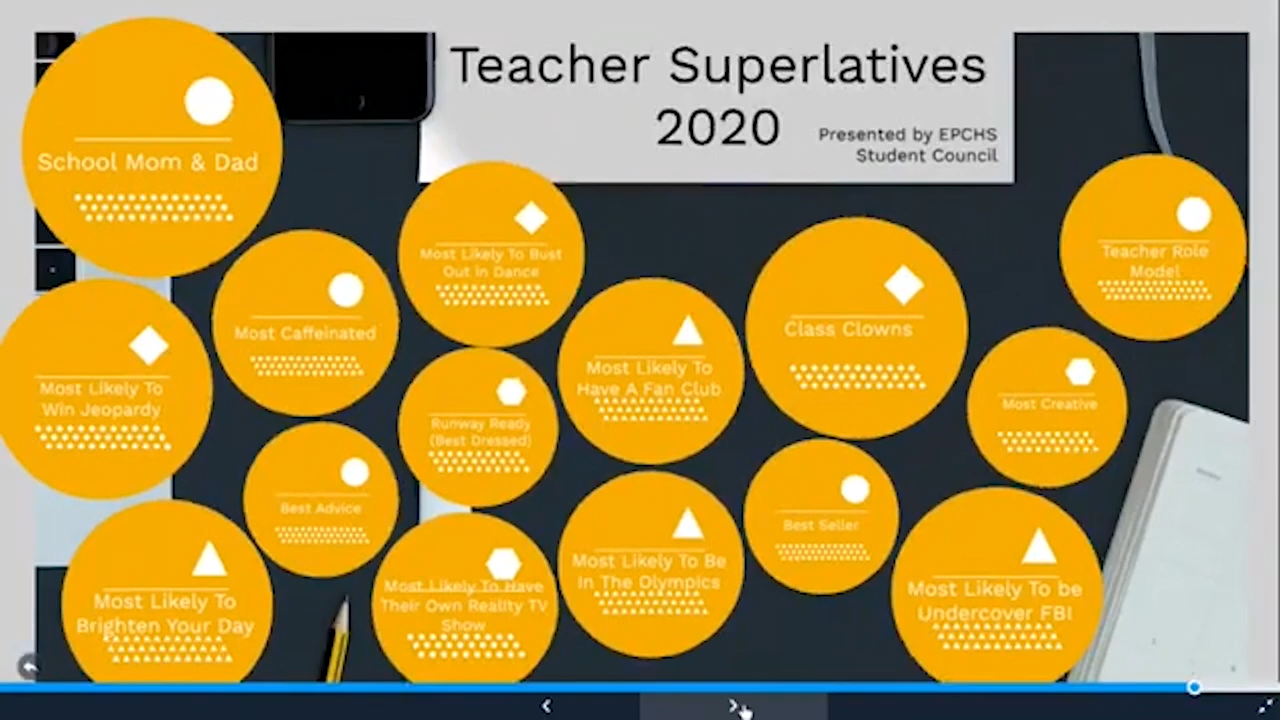 Teacher Superlatives
2020
Presented by EPCHS
Student Council
School Mom & Dad
Most Likely To Bust
Out in Dance
Teacher Role
Model
Most Caffeinated
Class Clowns
Most Likely To
Win Jeopardy
Most Likely To
Have A Fan Club
Runway Ready
(Best Dressed)
Most Creative
Best Advice
Best Seller
Most Likely To
Brighten Your Day
Most Likely To Have
Their Own Reality TV
Show
Most Likely To Be
In The Olympics
Most Likely To be
Undercover FBI